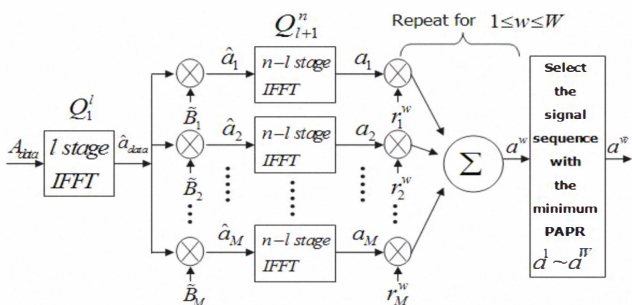 Q_1^l
A_data
l stage
IFFT
â_data
Q_{l+1}^n
Repeat for 1≤w≤W
B̃_1
â_1
n−l stage
IFFT
a_1
r_1^w
B̃_2
â_2
n−l stage
IFFT
a_2
r_2^w
B̃_M
â_M
n−l stage
IFFT
a_M
r_M^w
Σ
a^w
Select
the
signal
sequence
with
the
minimum
PAPR
a^1 ~ a^W
a^w̃